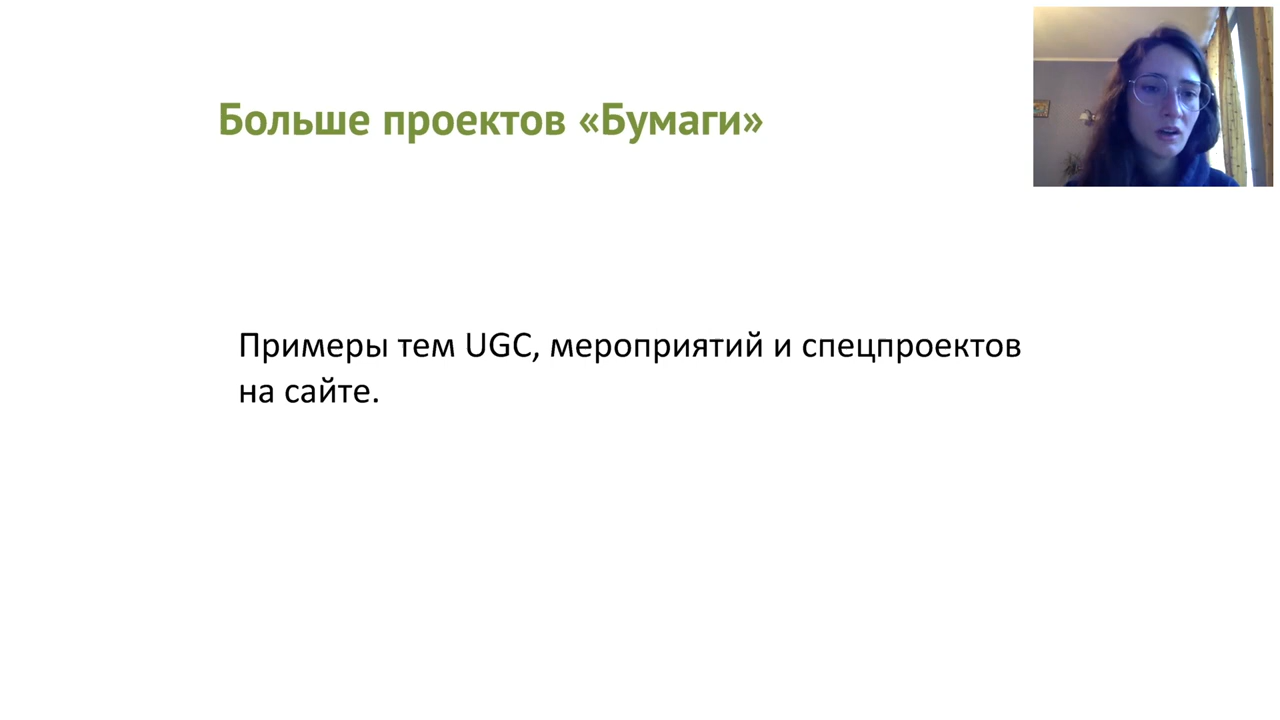 Больше проектов «Бумаги»
Примеры тем UGC, мероприятий и спецпроектов
на сайте.